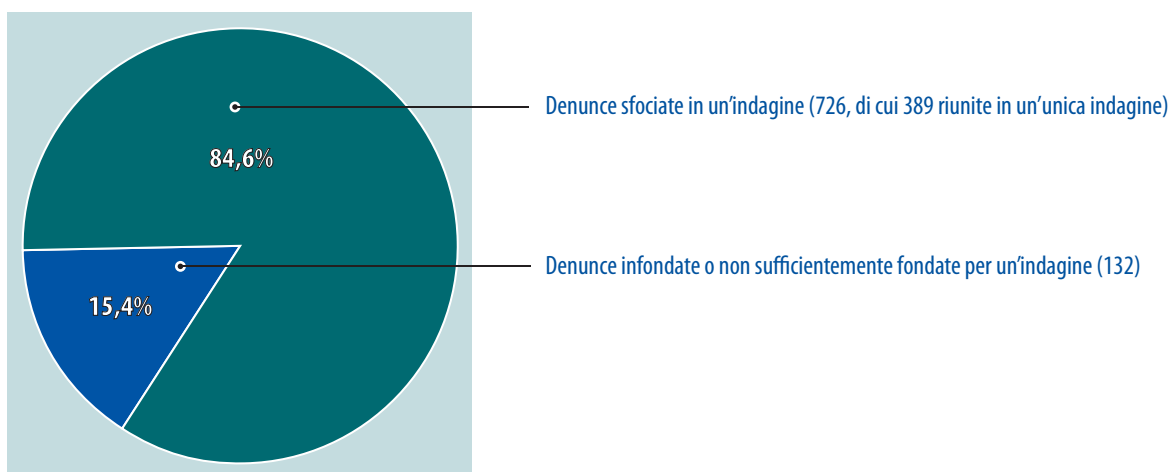 Denunce sfociate in un'indagine (726, di cui 389 riunite in un'unica indagine)
84,6%
Denunce infondate o non sufficientemente fondate per un'indagine (132)
15,4%